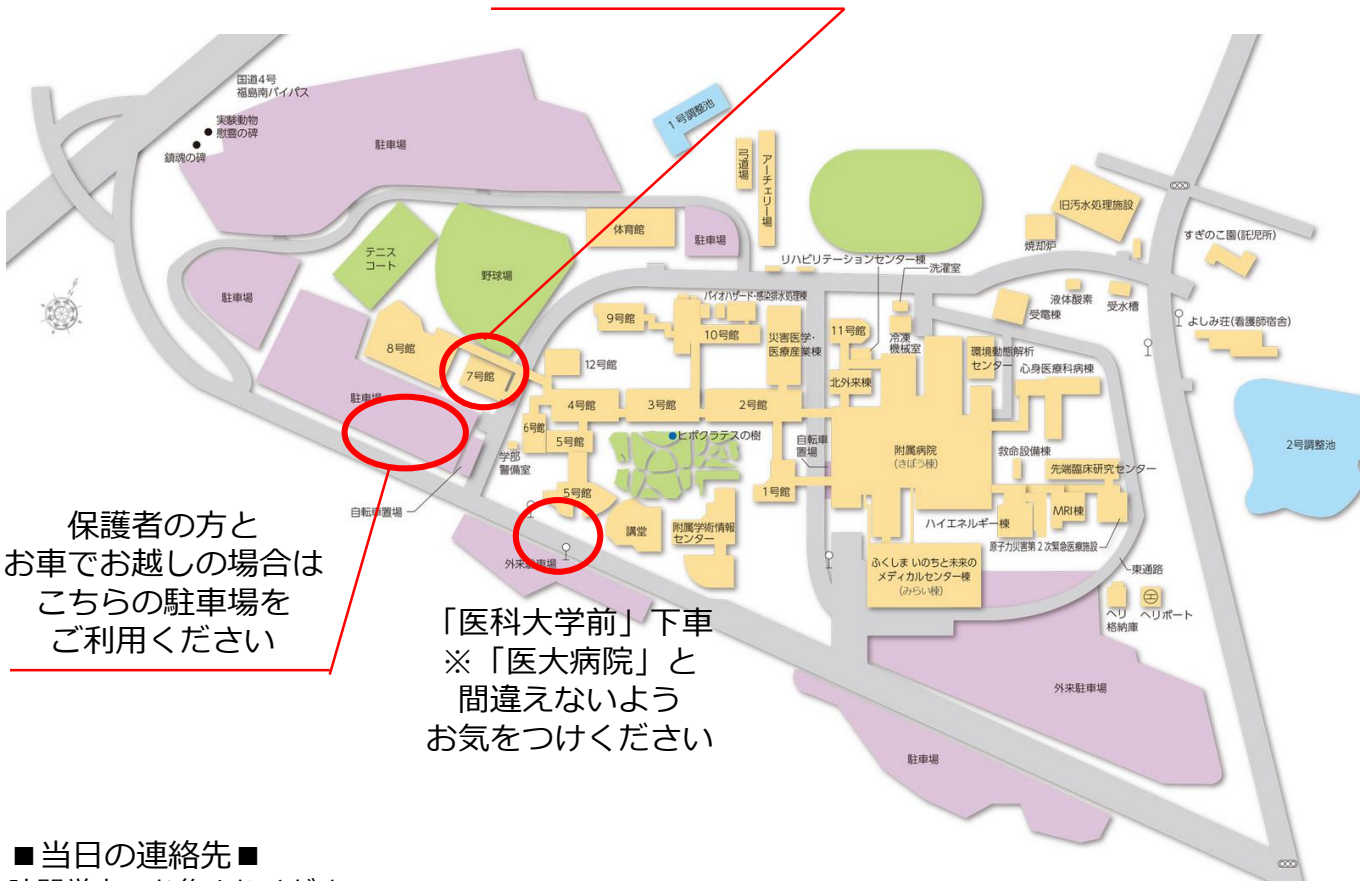 国道4号
福島南バイパス
実験動物
慰霊の碑
鎮魂の碑
駐車場
1号調整池
弓道場
アーチェリー場
旧汚水処理施設
すぎのこ園(託児所)
焼却炉
体育館
駐車場
テニス
コート
野球場
リハビリテーションセンター棟
洗濯室
駐車場
バイオハザード・感染排水処理棟
液体酸素
受電棟
受水槽
よしみ荘(看護師宿舎)
9号館
10号館
災害医学・
医療産業棟
11号館
冷凍
機械室
環境動態解析
センター
心身医療科病棟
8号館
7号館
12号館
北外来棟
駐車場
4号館
3号館
2号館
6号館
5号館
ヒポクラテスの樹
自転車
置場
附属病院
(きぼう棟)
救命設備棟
2号調整池
学部
警備室
先端臨床研究センター
自転車置場
5号館
1号館
講堂
附属学術情報
センター
ハイエネルギー棟
MRI棟
原子力災害第2次緊急医療施設
外来駐車場
ふくしま いのちと未来の
メディカルセンター棟
(みらい棟)
東通路
ヘリ
格納庫
ヘリポート
外来駐車場
駐車場
保護者の方と
お車でお越しの場合は
こちらの駐車場を
ご利用ください
「医科大学前」下車
※「医大病院」と
間違えないよう
お気をつけください
■当日の連絡先■